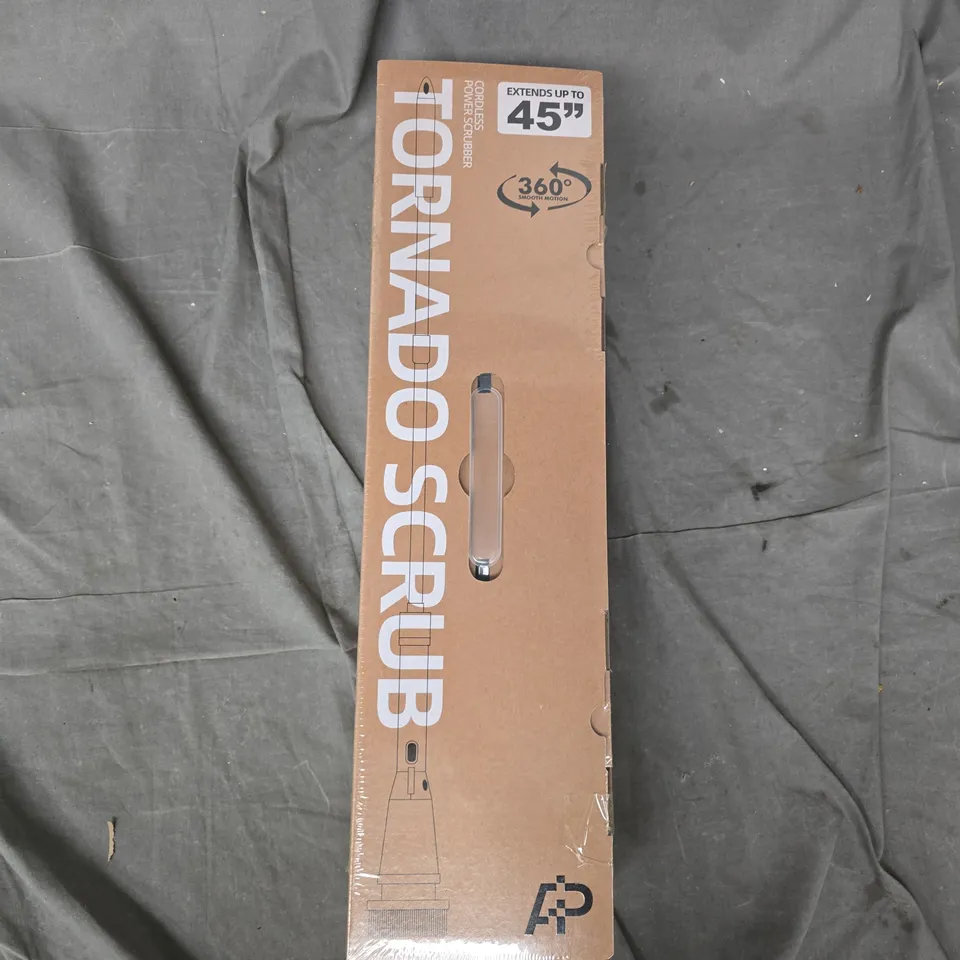 EXTENDS UP TO
45”
CORDLESS
POWER SCRUBBER
TORNADO SCRUB
360°
SMOOTH MOTION
AP